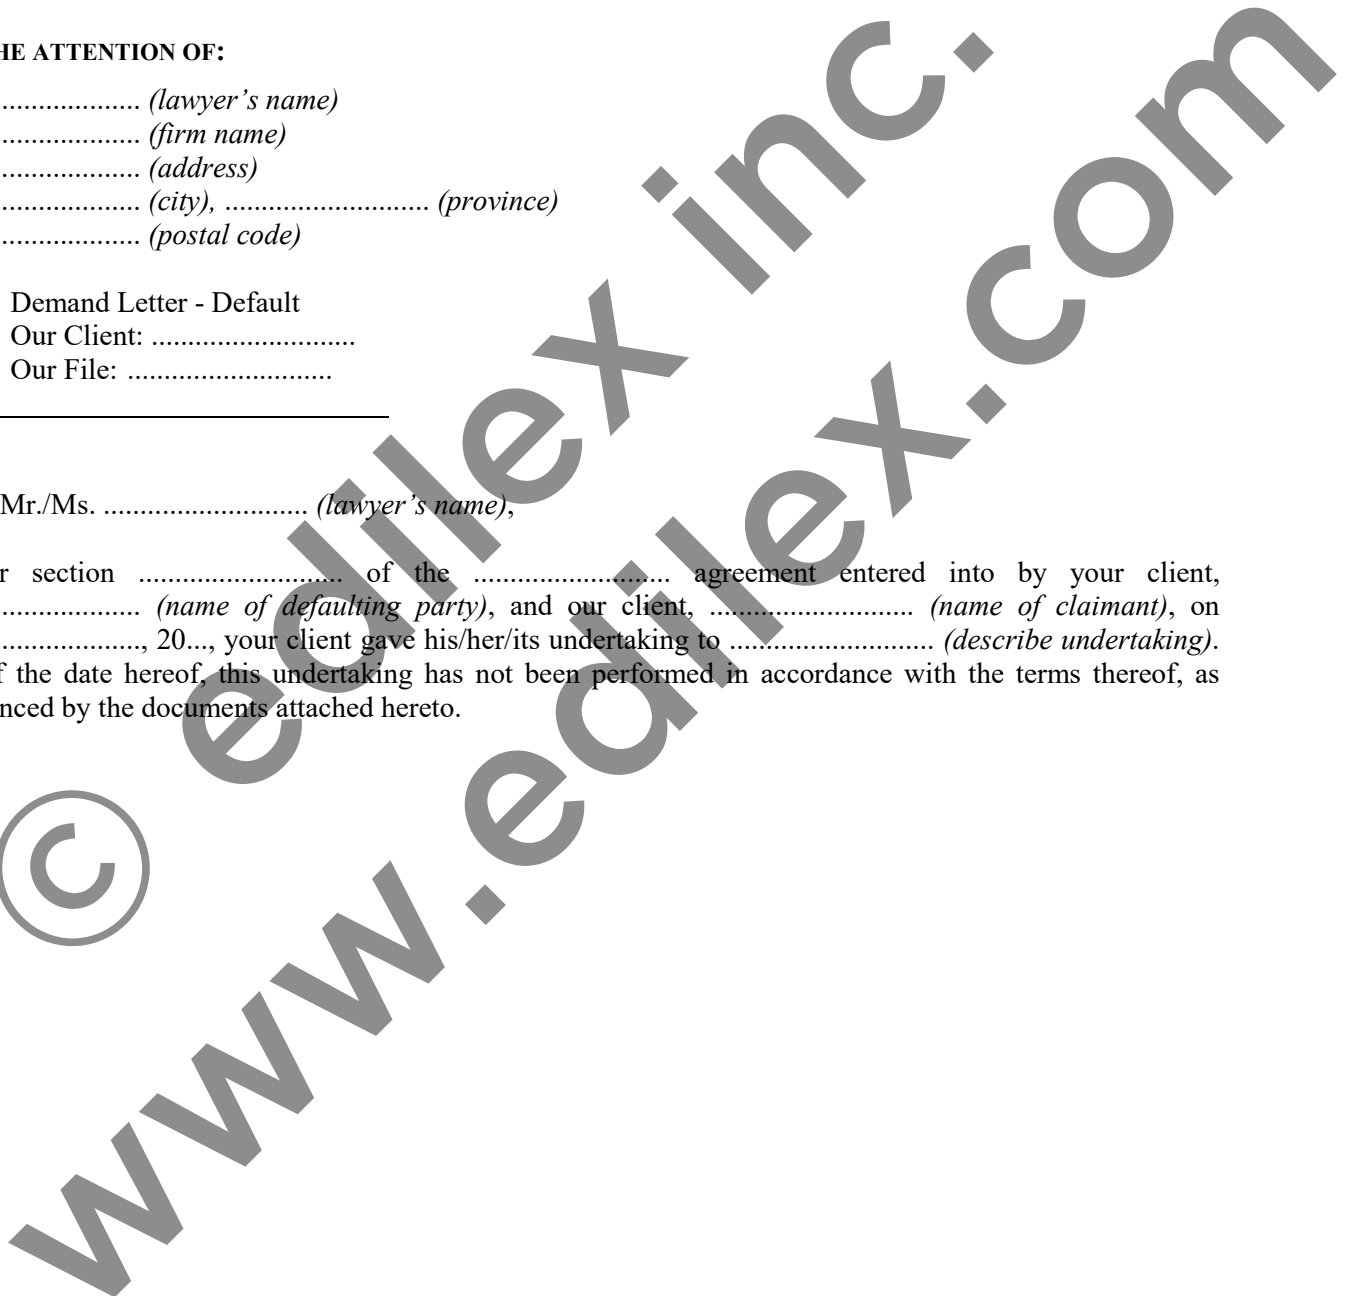 HE ATTENTION OF:
................... (lawyer's name)
................... (firm name)
................... (address)
................... (city), ............................ (province)
................... (postal code)
Demand Letter - Default
Our Client: ............................
Our File: ............................
Mr./Ms. ............................ (lawyer's name),
r section ............................ of the ........................... agreement entered into by your client,
................... (name of defaulting party), and our client, ............................ (name of claimant), on
..................., 20..., your client gave his/her/its undertaking to ............................ (describe undertaking).
f the date hereof, this undertaking has not been performed in accordance with the terms thereof, as
nced by the documents attached hereto.
© edilex inc.
www.edilex.com